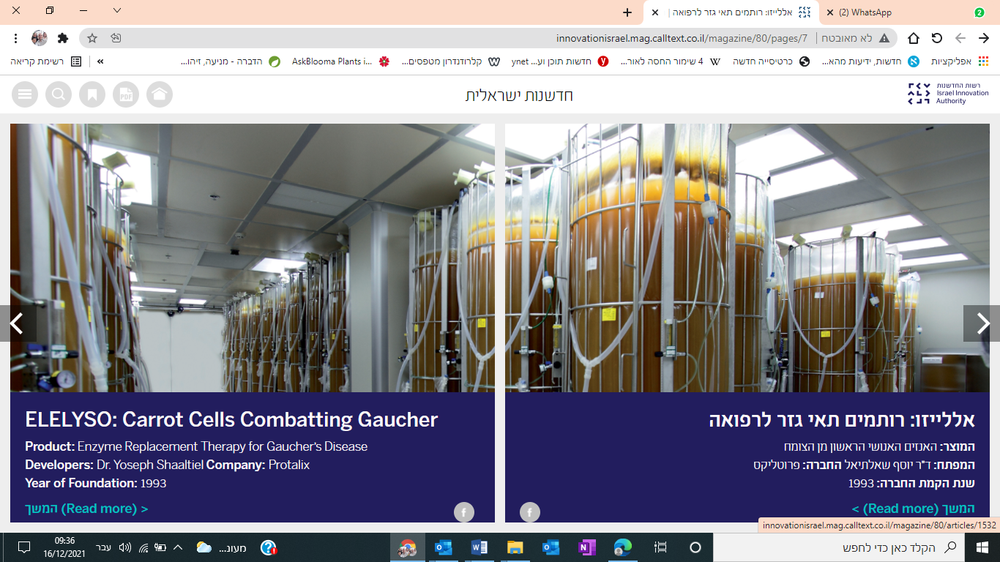 אללייזו: רותמים תאי גזר לרפואה |
(2) WhatsApp
2
innovationisrael.mag.calltext.co.il/magazine/80/pages/7 | לא מאובטח
אפליקציות
חדשות, ידיעות מהא...
כרטיסייה חדשה
4 שימור החסה לאור...
חדשות תוכן וע... ynet
קלרודנדרון מטפסים...
AskBlooma Plants i...
הדברה - מניעה, זיהו...
»
רשימת קריאה
רשות החדשנות
Israel Innovation
Authority
חדשנות ישראלית
PDF
אללייזו: רותמים תאי גזר לרפואה
המוצר: האנזים האנושי הראשון מן הצומח
המפתח: ד"ר יוסף שאלתיאל החברה: פרוטליקס
שנת הקמת החברה: 1993
המשך (Read more) >
ELELYSO: Carrot Cells Combatting Gaucher
Product: Enzyme Replacement Therapy for Gaucher's Disease
Developers: Dr. Yoseph Shaaltiel Company: Protalix
Year of Foundation: 1993
המשך (Read more) >
innovationisrael.mag.calltext.co.il/magazine/80/articles/1532
הקלד כאן כדי לחפש
מעונ...
עבר
09:36
16/12/2021